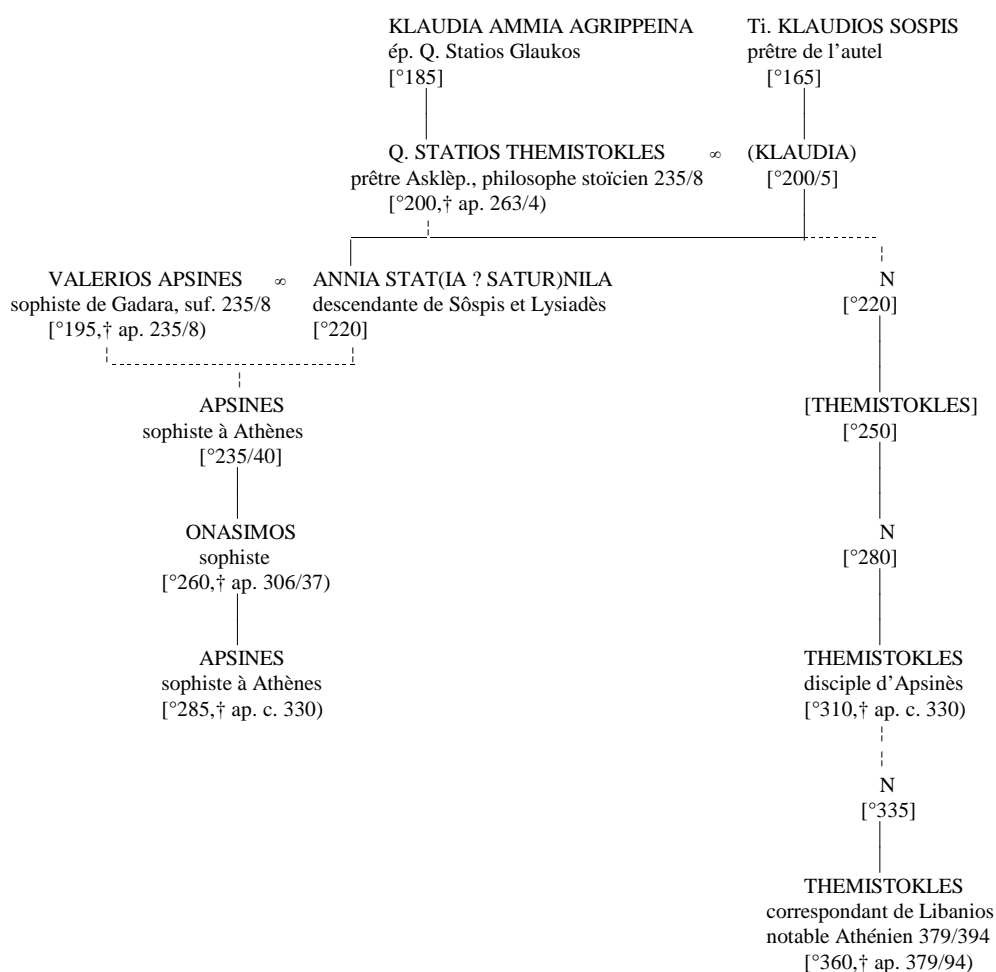 KLAUDIA AMMIA AGRIPPEINA Ti. KLAUDIOS SOSPIS
ép. Q. Statios Glaukos prêtre de l'autel
[°185] [°165]
Q. STATIOS THEMISTOKLES ∞ (KLAUDIA)
prêtre Asklèp., philosophe stoïcien 235/8 [°200/5]
[°200,† ap. 263/4)
VALERIOS APSINES ∞ ANNIA STAT(IA ? SATUR)NILA N
sophiste de Gadara, suf. 235/8 descendante de Sôspis et Lysiadès [°220]
[°195,† ap. 235/8) [°220]
APSINES [THEMISTOKLES]
sophiste à Athènes [°250]
[°235/40]
ONASIMOS N
sophiste [°280]
[°260,† ap. 306/37)
APSINES THEMISTOKLES
sophiste à Athènes disciple d'Apsinès
[°285,† ap. c. 330) [°310,† ap. c. 330)
N
[°335]
THEMISTOKLES
correspondant de Libanios
notable Athénien 379/394
[°360,† ap. 379/94)